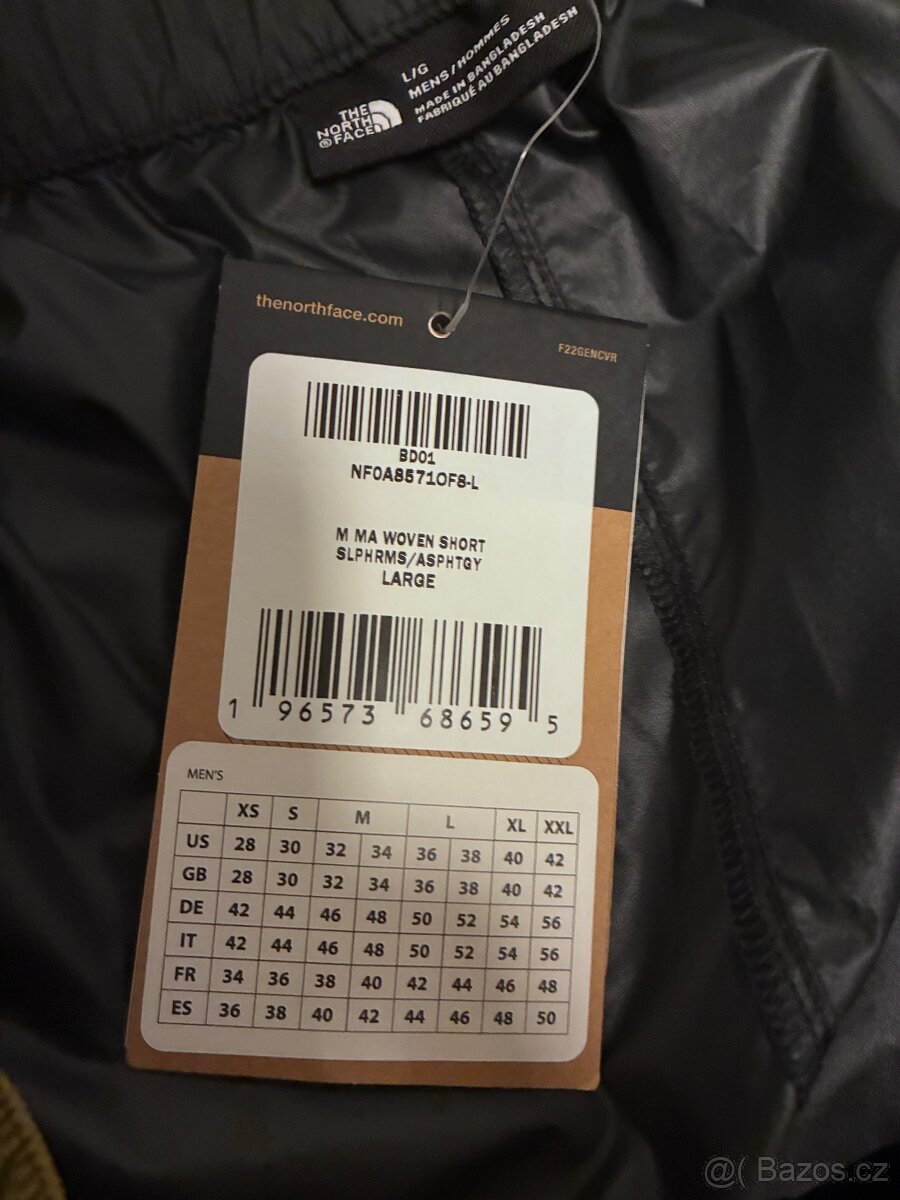 L/G
MENS/HOMMES
MADE IN BANGLADESH
FABRIQUÉ AU BANGLADESH
THE
NORTH
®FACE
thenorthface.com
F22GENCVR
BD01
NF0A8571OF8-L
M MA WOVEN SHORT
SLPHRMS/ASPHTGY
LARGE
1 96573 68659 5
MEN'S
XS S M L XL XXL
US 28 30 32 34 36 38 40 42
GB 28 30 32 34 36 38 40 42
DE 42 44 46 48 50 52 54 56
IT 42 44 46 48 50 52 54 56
FR 34 36 38 40 42 44 46 48
ES 36 38 40 42 44 46 48 50
@( Bazos.cz